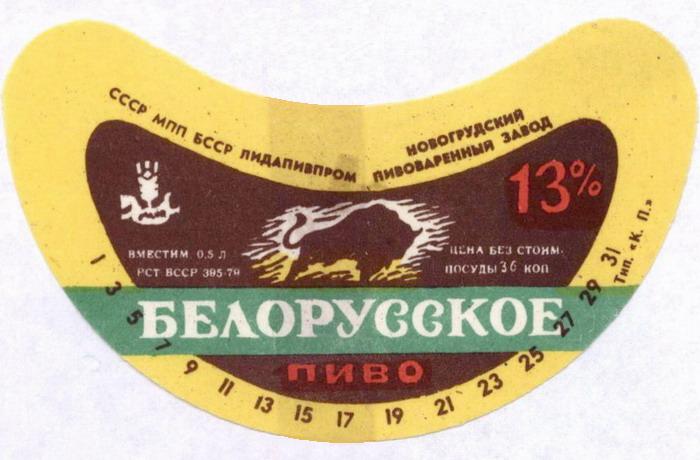 СССР МПП БССР ЛИДАПИВПРОМ
НОВОГРУДСКИЙ
ПИВОВАРЕННЫЙ ЗАВОД
13%
ВМЕСТИМ. 0,5 Л
РСТ БССР 395-79
ЦЕНА БЕЗ СТОИМ.
ПОСУДЫ 36 КОП
БЕЛОРУССКОЕ
ПИВО
1 3 5 7 9 11 13 15 17 19 21 23 25 27 29 31
Тип. «К. П.»